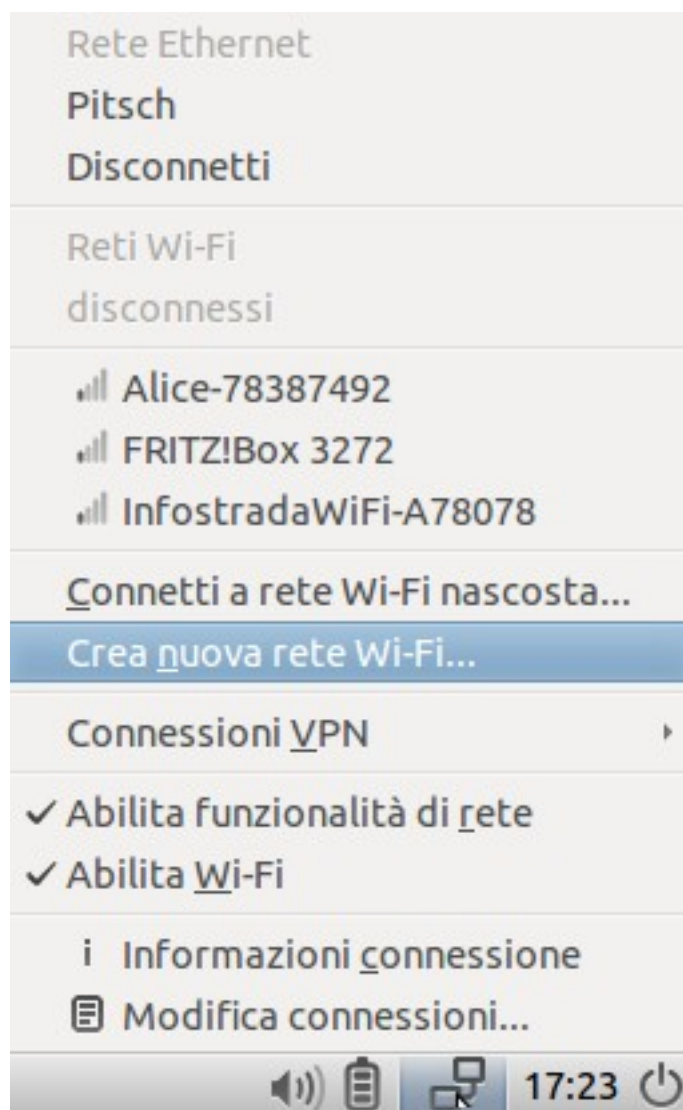 Rete Ethernet
Pitsch
Disconnetti
Reti Wi-Fi
disconnessi
Alice-78387492
FRITZ!Box 3272
InfostradaWiFi-A78078
Connetti a rete Wi-Fi nascosta...
Crea nuova rete Wi-Fi...
Connessioni VPN
Abilita funzionalità di rete
Abilita Wi-Fi
i Informazioni connessione
Modifica connessioni...
17:23